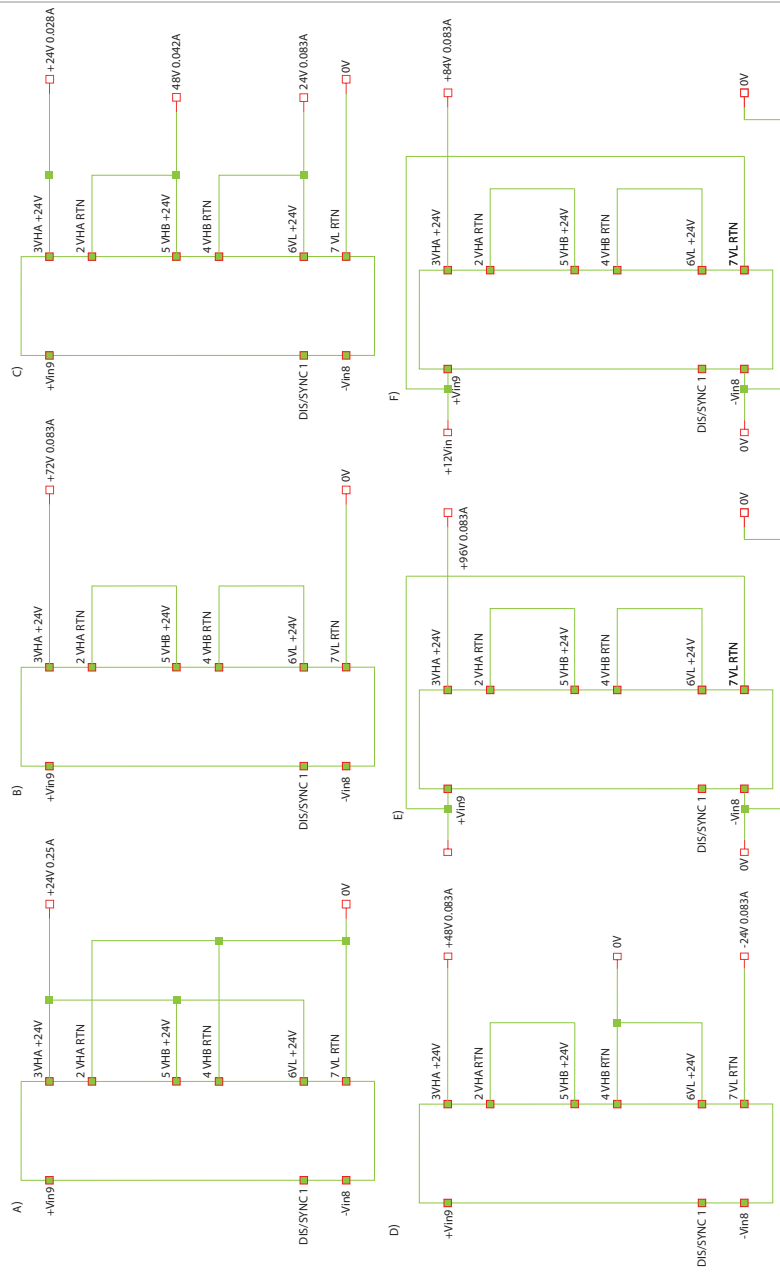 A)
+Vin9
DIS/SYNC 1
-Vin8
3VHA +24V
2 VHA RTN
5 VHB +24V
4 VHB RTN
6VL +24V
7 VL RTN
+24V 0.25A
0V
B)
+Vin9
DIS/SYNC 1
-Vin8
3VHA +24V
2 VHA RTN
5 VHB +24V
4 VHB RTN
6VL +24V
7 VL RTN
+72V 0.083A
0V
C)
+Vin9
DIS/SYNC 1
-Vin8
3VHA +24V
2 VHA RTN
5 VHB +24V
4 VHB RTN
6VL +24V
7 VL RTN
+24V 0.028A
48V 0.042A
24V 0.083A
0V
D)
+Vin9
DIS/SYNC 1
-Vin8
3VHA +24V
2 VHA RTN
5 VHB +24V
4 VHB RTN
6VL +24V
7 VL RTN
+48V 0.083A
0V
-24V 0.083A
E)
+Vin9
DIS/SYNC 1
-Vin8
0V
3VHA +24V
2 VHA RTN
5 VHB +24V
4 VHB RTN
6VL +24V
7 VL RTN
+96V 0.083A
0V
F)
+12Vin
+Vin9
DIS/SYNC 1
-Vin8
0V
3VHA +24V
2 VHA RTN
5 VHB +24V
4 VHB RTN
6VL +24V
7 VL RTN
+84V 0.083A
0V